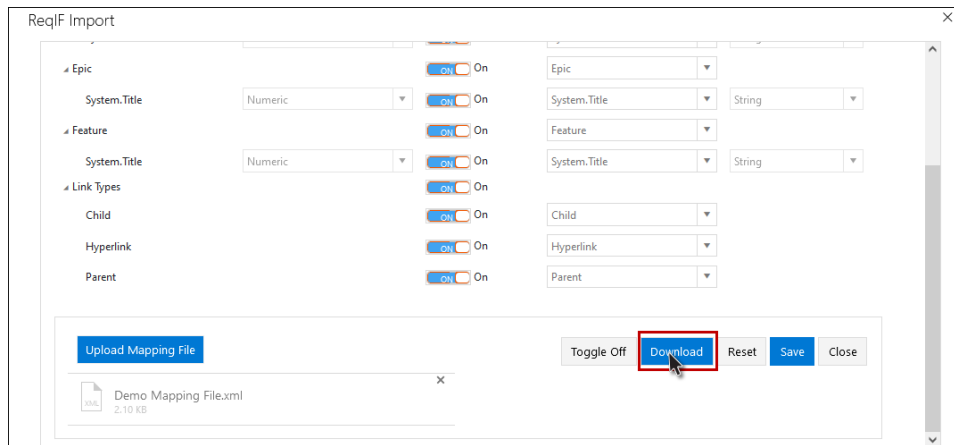 ReqIF Import
Epic ON On Epic
System.Title Numeric ON On System.Title String
Feature ON On Feature
System.Title Numeric ON On System.Title String
Link Types ON On
Child ON On Child
Hyperlink ON On Hyperlink
Parent ON On Parent
Upload Mapping File Toggle Off Download Reset Save Close
XML Demo Mapping File.xml
2.10 KB